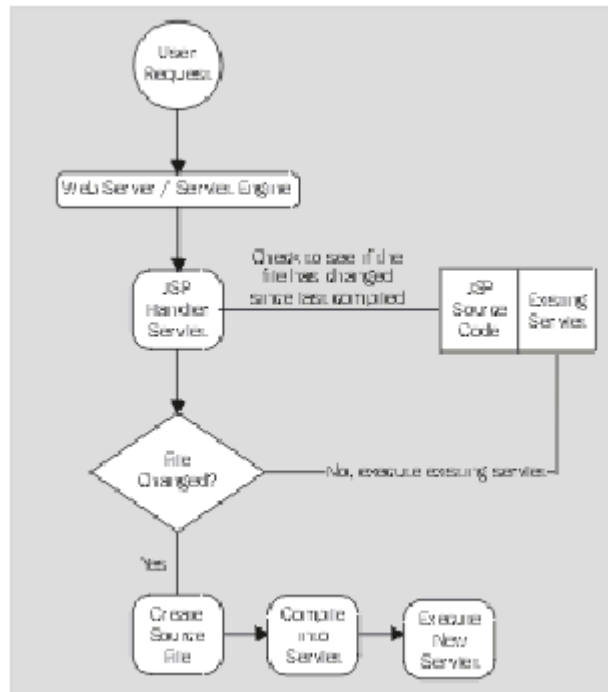 User
Request
Web Server / Servlet Engine
JSP
Handler
Servlet
Check to see if the
file has changed
since last compiled
JSP
Source
Code
Existing
Servlet
File
Changed?
No, execute existing servlet
Yes
Create
Source
File
Compile
into
Servlet
Execute
New
Servlet